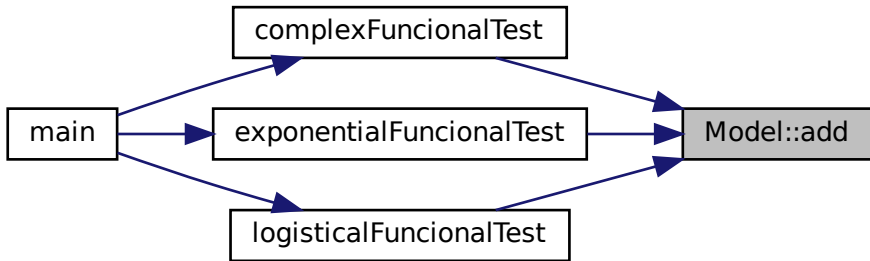 complexFuncionalTest
main
exponentialFuncionalTest
Model::add
logisticalFuncionalTest